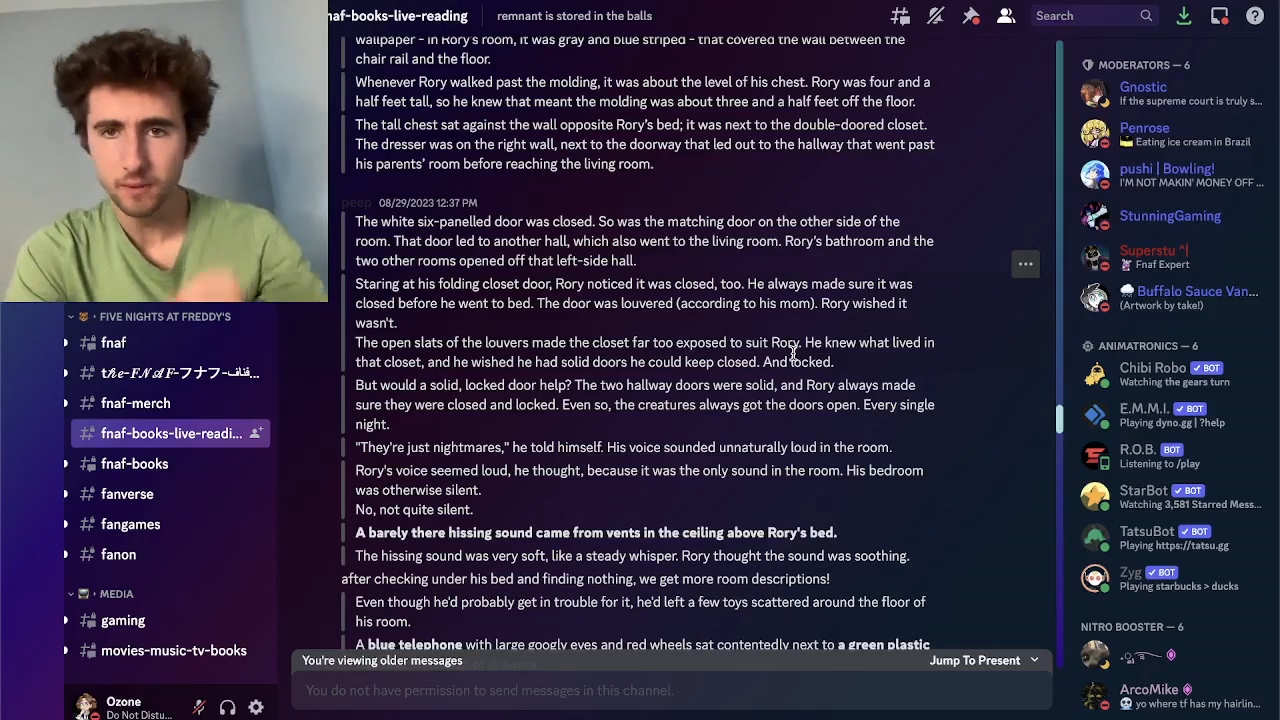 fnaf-books-live-reading
remnant is stored in the balls
Search
wallpaper - in Rory's room, it was gray and blue striped - that covered the wall between the
chair rail and the floor.
Whenever Rory walked past the molding, it was about the level of his chest. Rory was four and a
half feet tall, so he knew that meant the molding was about three and a half feet off the floor.
The tall chest sat against the wall opposite Rory's bed; it was next to the double-doored closet.
The dresser was on the right wall, next to the doorway that led out to the hallway that went past
his parents’ room before reaching the living room.
peep 08/29/2023 12:37 PM
The white six-panelled door was closed. So was the matching door on the other side of the
room. That door led to another hall, which also went to the living room. Rory's bathroom and the
two other rooms opened off that left-side hall.
Staring at his folding closet door, Rory noticed it was closed, too. He always made sure it was
closed before he went to bed. The door was louvered (according to his mom). Rory wished it
wasn't.
The open slats of the louvers made the closet far too exposed to suit Rory. He knew what lived in
that closet, and he wished he had solid doors he could keep closed. And locked.
But would a solid, locked door help? The two hallway doors were solid, and Rory always made
sure they were closed and locked. Even so, the creatures always got the doors open. Every single
night.
"They're just nightmares," he told himself. His voice sounded unnaturally loud in the room.
Rory's voice seemed loud, he thought, because it was the only sound in the room. His bedroom
was otherwise silent.
No, not quite silent.
A barely there hissing sound came from vents in the ceiling above Rory's bed.
The hissing sound was very soft, like a steady whisper. Rory thought the sound was soothing.
after checking under his bed and finding nothing, we get more room descriptions!
Even though he'd probably get in trouble for it, he'd left a few toys scattered around the floor of
his room.
A blue telephone with large googly eyes and red wheels sat contentedly next to a green plastic
You're viewing older messages
Jump To Present
You do not have permission to send messages in this channel.
FIVE NIGHTS AT FREDDY'S
fnaf
fnaf-merch
fnaf-books-live-readi...
fnaf-books
fanverse
fangames
fanon
MEDIA
gaming
movies-music-tv-books
Ozone
Do Not Distu...
MODERATORS — 6
Gnostic
If the supreme court is truly s...
Penrose
Eating ice cream in Brazil
pushi | Bowling!
I'M NOT MAKIN' MONEY OFF ...
StunningGaming
Superstu ^|
Fnaf Expert
Buffalo Sauce Van...
(Artwork by take!)
ANIMATRONICS — 6
Chibi Robo BOT
Watching the gears turn
E.M.M.I. BOT
Playing dyno.gg | ?help
R.O.B. BOT
Listening to /play
StarBot BOT
Watching 3,581 Starred Mess...
TatsuBot BOT
Playing https://tatsu.gg
Zyg BOT
Playing starbucks > ducks
NITRO BOOSTER — 6
ArcoMike
yo where tf has my hairlin...